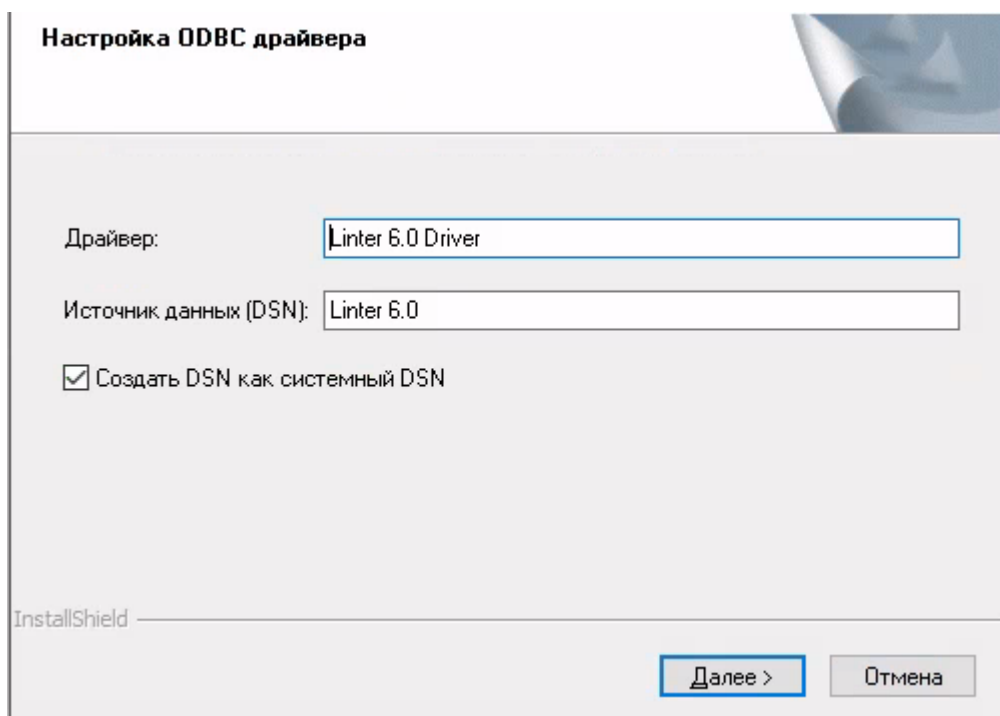 Настройка ODBC драйвера
Драйвер: Linter 6.0 Driver
Источник данных (DSN): Linter 6.0
Создать DSN как системный DSN
InstallShield
Далее > Отмена